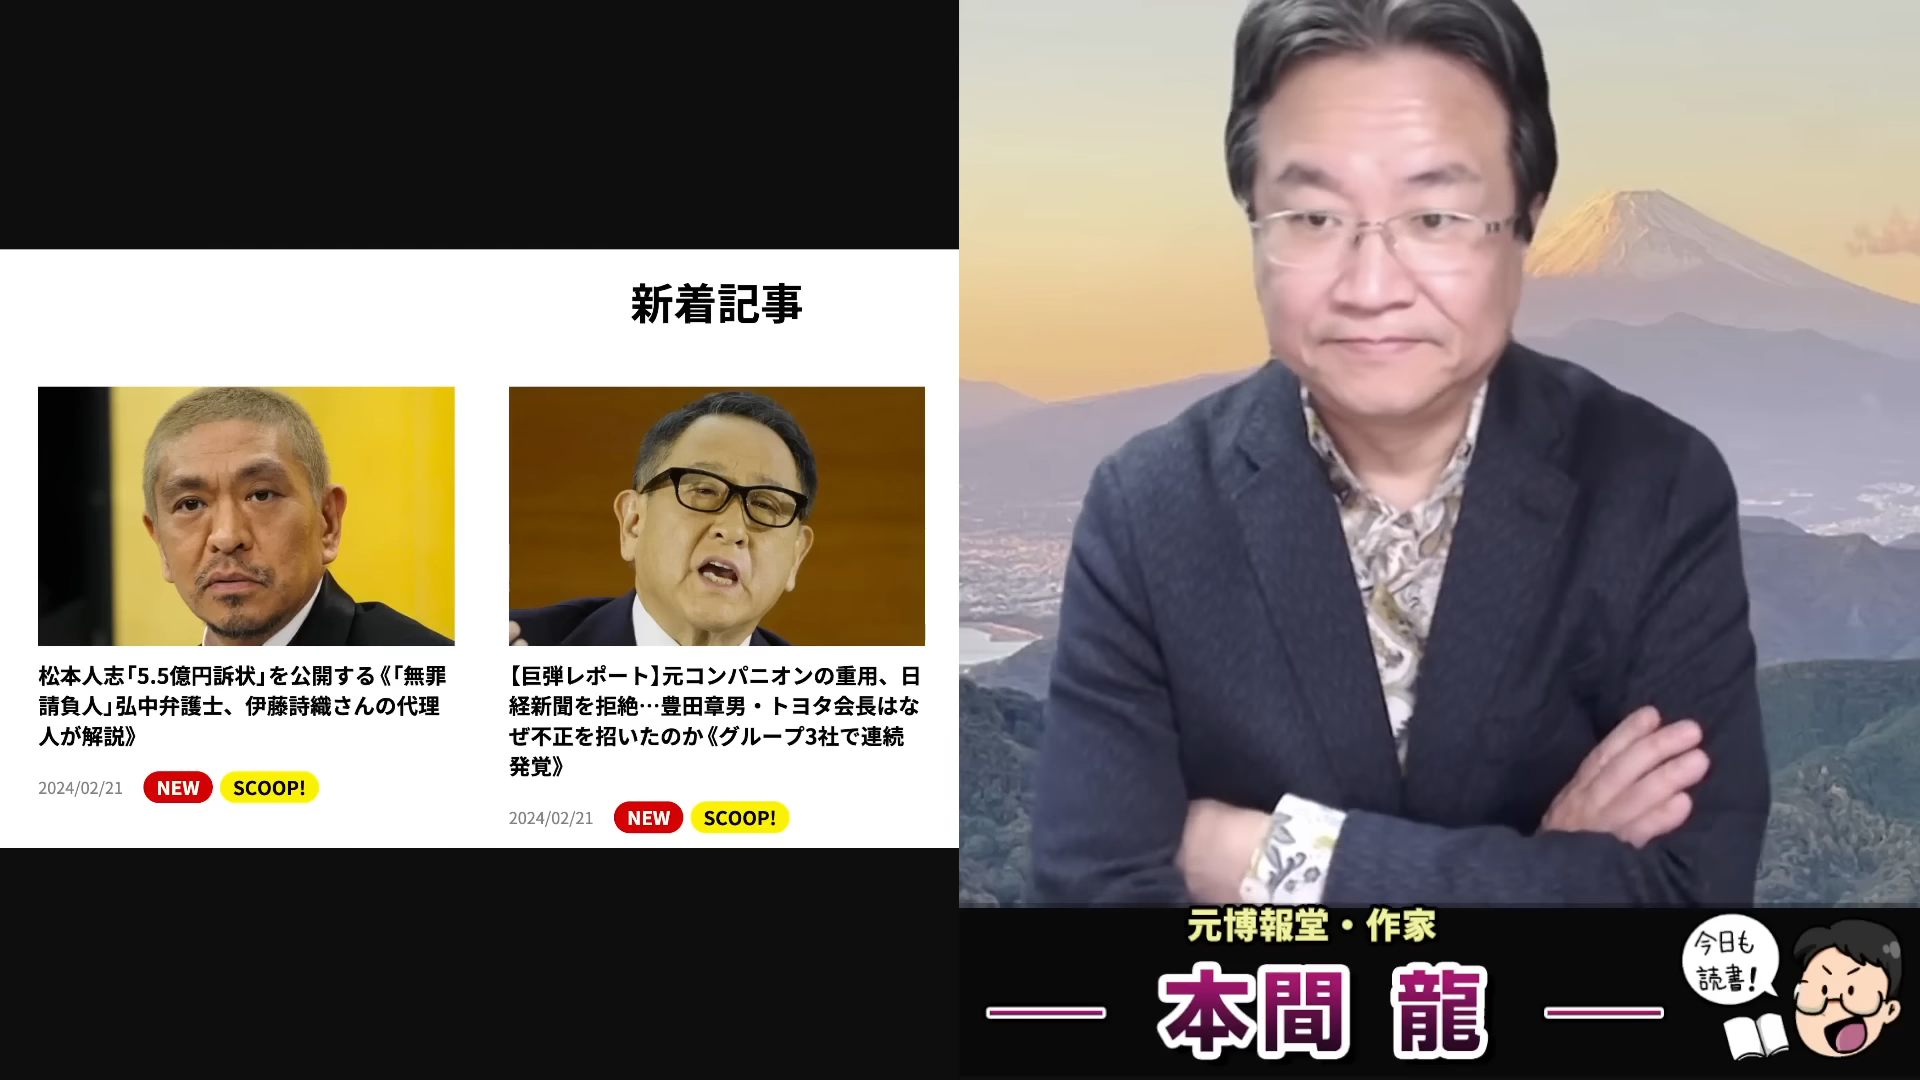 新着記事
松本人志「5.5億円訴状」を公開する《「無罪
請負人」弘中弁護士、伊藤詩織さんの代理
人が解説》
2024/02/21 NEW SCOOP!
【巨弾レポート】元コンパニオンの重用、日
経新聞を拒絶…豊田章男・トヨタ会長はな
ぜ不正を招いたのか《グループ3社で連続
発覚》
2024/02/21 NEW SCOOP!
元博報堂・作家
本間 龍
今日も
読書!